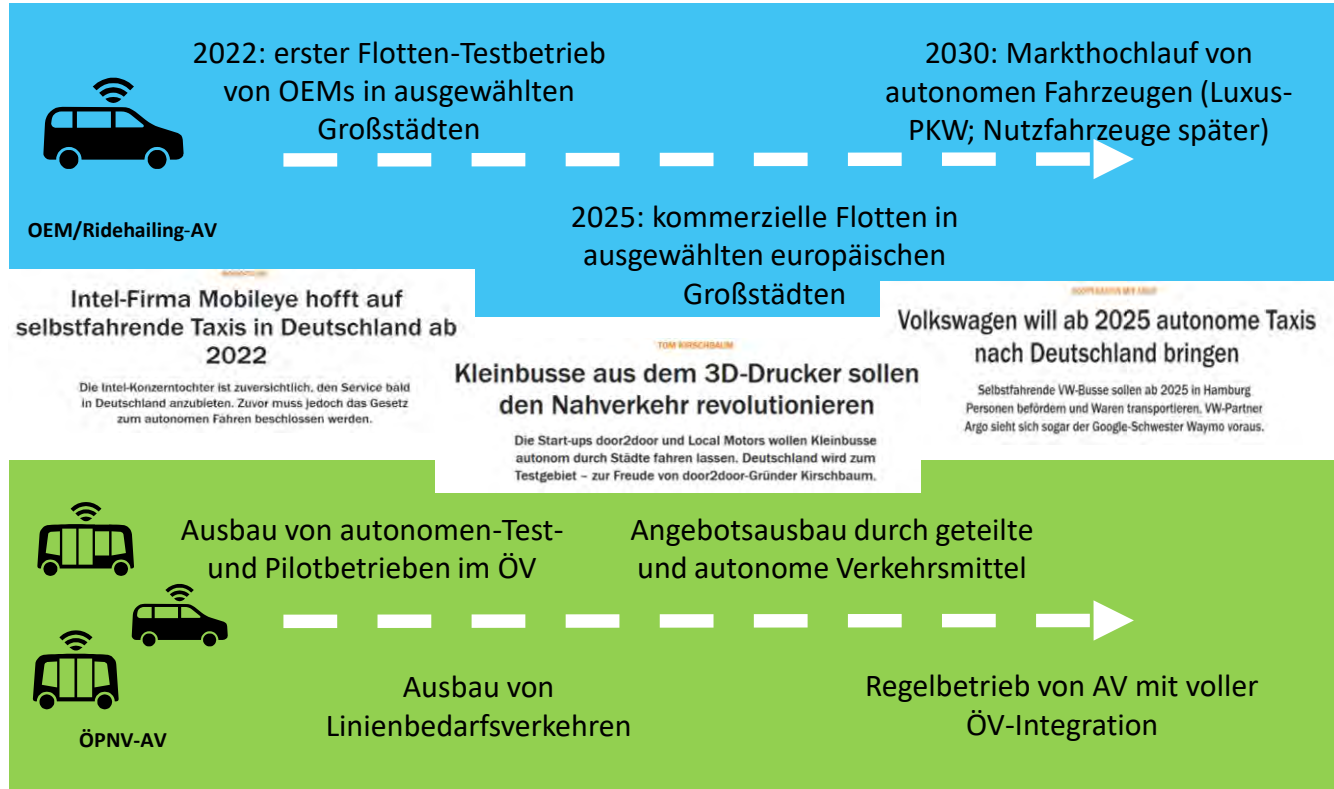 2022: erster Flotten-Testbetrieb
von OEMs in ausgewählten
Großstädten
2030: Markthochlauf von
autonomen Fahrzeugen (Luxus-
PKW; Nutzfahrzeuge später)
OEM/Ridehailing-AV
2025: kommerzielle Flotten in
ausgewählten europäischen
Großstädten
Intel-Firma Mobileye hofft auf
selbstfahrende Taxis in Deutschland ab
2022
Die Intel-Konzerntochter ist zuversichtlich, den Service bald
in Deutschland anzubieten. Zuvor muss jedoch das Gesetz
zum autonomen Fahren beschlossen werden.
TOM KIRSCHBAUM
Kleinbusse aus dem 3D-Drucker sollen
den Nahverkehr revolutionieren
Die Start-ups door2door und Local Motors wollen Kleinbusse
autonom durch Städte fahren lassen. Deutschland wird zum
Testgebiet – zur Freude von door2door-Gründer Kirschbaum.
Volkswagen will ab 2025 autonome Taxis
nach Deutschland bringen
Selbstfahrende VW-Busse sollen ab 2025 in Hamburg
Personen befördern und Waren transportieren. VW-Partner
Argo sieht sich sogar der Google-Schwester Waymo voraus.
Ausbau von autonomen-Test-
und Pilotbetrieben im ÖV
Angebotsausbau durch geteilte
und autonome Verkehrsmittel
Ausbau von
Linienbedarfsverkehren
Regelbetrieb von AV mit voller
ÖV-Integration
ÖPNV-AV